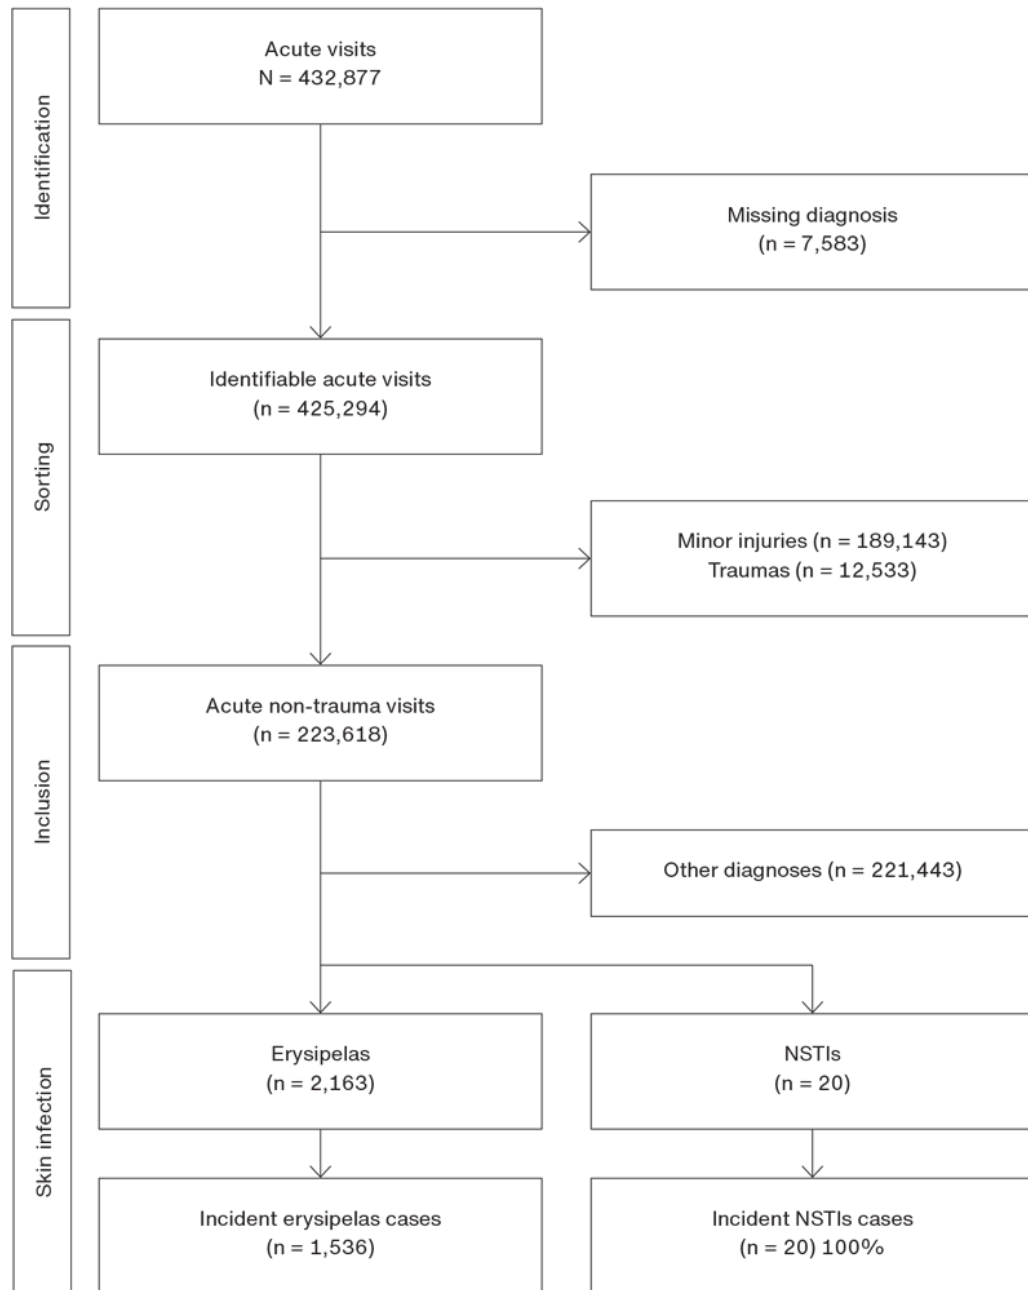 Identification
Acute visits
N = 432,877
Missing diagnosis
(n = 7,583)
Sorting
Identifiable acute visits
(n = 425,294)
Minor injuries (n = 189,143)
Traumas (n = 12,533)
Inclusion
Acute non-trauma visits
(n = 223,618)
Other diagnoses (n = 221,443)
Skin infection
Erysipelas
(n = 2,163)
NSTIs
(n = 20)
Incident erysipelas cases
(n = 1,536)
Incident NSTIs cases
(n = 20) 100%